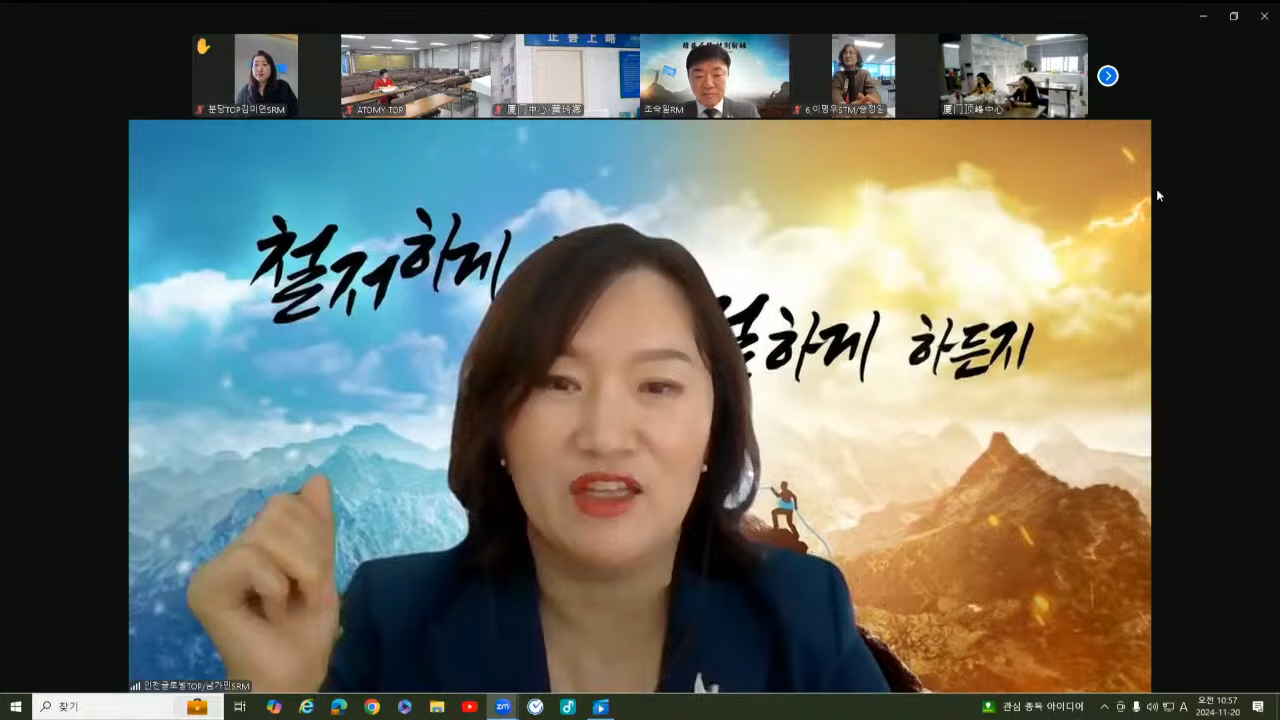 분당TOP김미연SRM
ATOMY TOP
厦门中心·黄琦娜
조숙일RM
6,이명우STM/송정임
厦门顶峰中心
철저하게
하게 하든지
인천글로벌TOP/남가민SRM
찾기
zm
관심 종목 아이디어
A
오전 10:57
2024-11-20